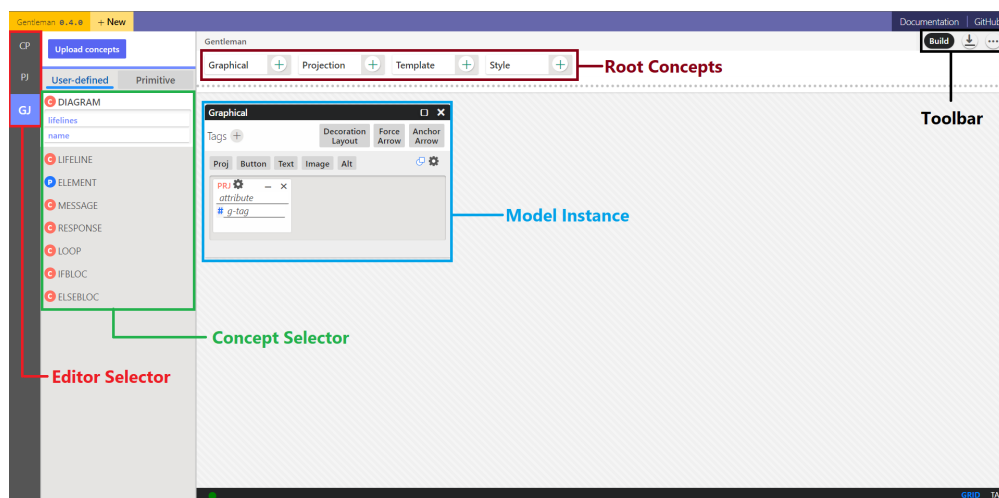 Gentleman 0.4.0 + New Documentation GitHub
CP Upload concepts Gentleman Build
Graphical + Projection + Template + Style + Root Concepts
PJ User-defined Primitive
GJ C DIAGRAM Toolbar
lifelines Graphical
name Tags + Decoration Layout Force Arrow Anchor Arrow
C LIFELINE Proj Button Text Image Alt
P ELEMENT PRJ
attribute
C MESSAGE # g-tag Model Instance
C RESPONSE
C LOOP
C IFBLOC
C ELSEBLOC
Concept Selector
Editor Selector
GRID TA